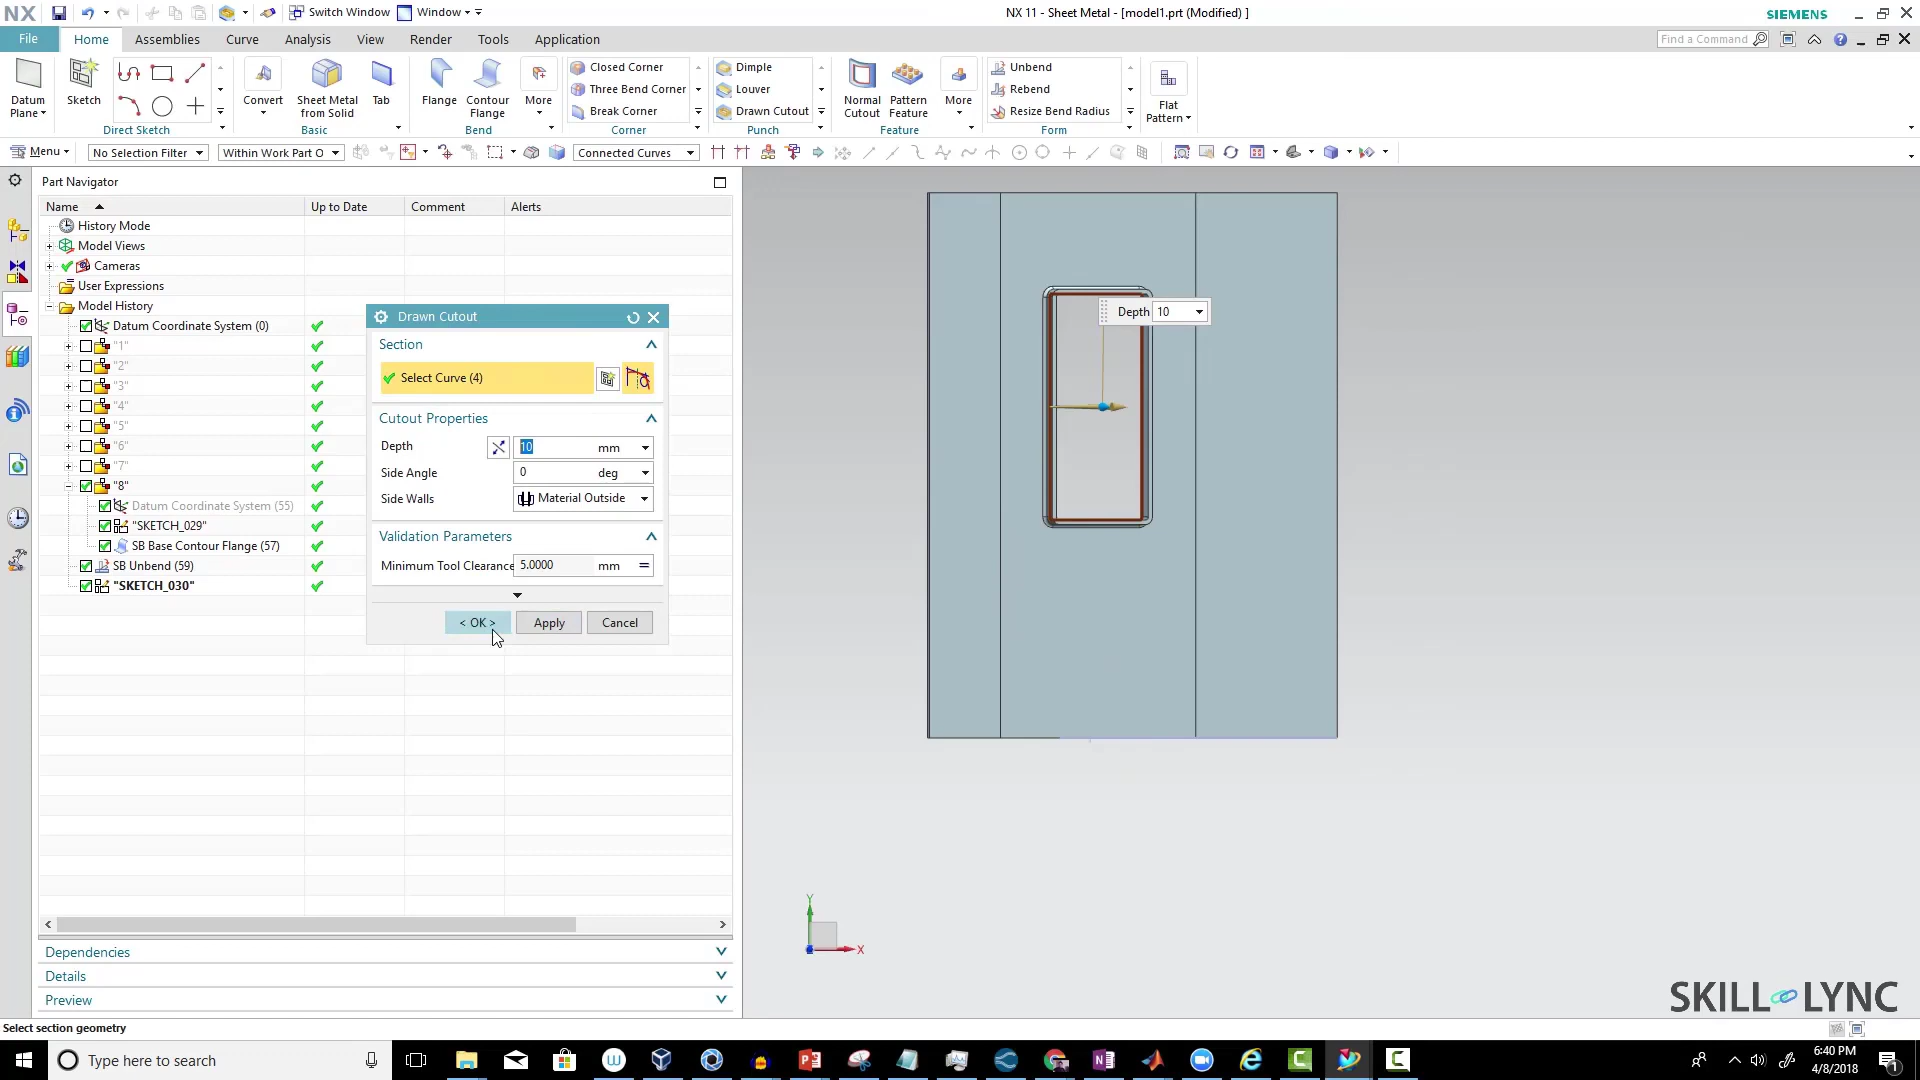 NX
Switch Window
Window
NX 11 - Sheet Metal - [model1.prt (Modified) ]
SIEMENS
File
Home
Assemblies
Curve
Analysis
View
Render
Tools
Application
Find a Command
Datum
Plane
Sketch
Direct Sketch
Convert
Sheet Metal
from Solid
Tab
Basic
Flange
Contour
Flange
More
Bend
Closed Corner
Three Bend Corner
Break Corner
Corner
Dimple
Louver
Drawn Cutout
Punch
Normal
Cutout
Pattern
Feature
More
Feature
Unbend
Rebend
Resize Bend Radius
Form
Flat
Pattern
Menu
No Selection Filter
Within Work Part O
Connected Curves
Part Navigator
Name
Up to Date
Comment
Alerts
History Mode
Model Views
Cameras
User Expressions
Model History
Datum Coordinate System (0)
"1"
"2"
"3"
"4"
"5"
"6"
"7"
"8"
Datum Coordinate System (55)
"SKETCH_029"
SB Base Contour Flange (57)
SB Unbend (59)
"SKETCH_030"
Drawn Cutout
Section
Select Curve (4)
Cutout Properties
Depth
10
mm
Side Angle
0
deg
Side Walls
Material Outside
Validation Parameters
Minimum Tool Clearance
5.0000
mm
< OK >
Apply
Cancel
Depth
10
Y
X
Dependencies
Details
Preview
SKILL LYNC
Select section geometry
Type here to search
6:40 PM
4/8/2018
1